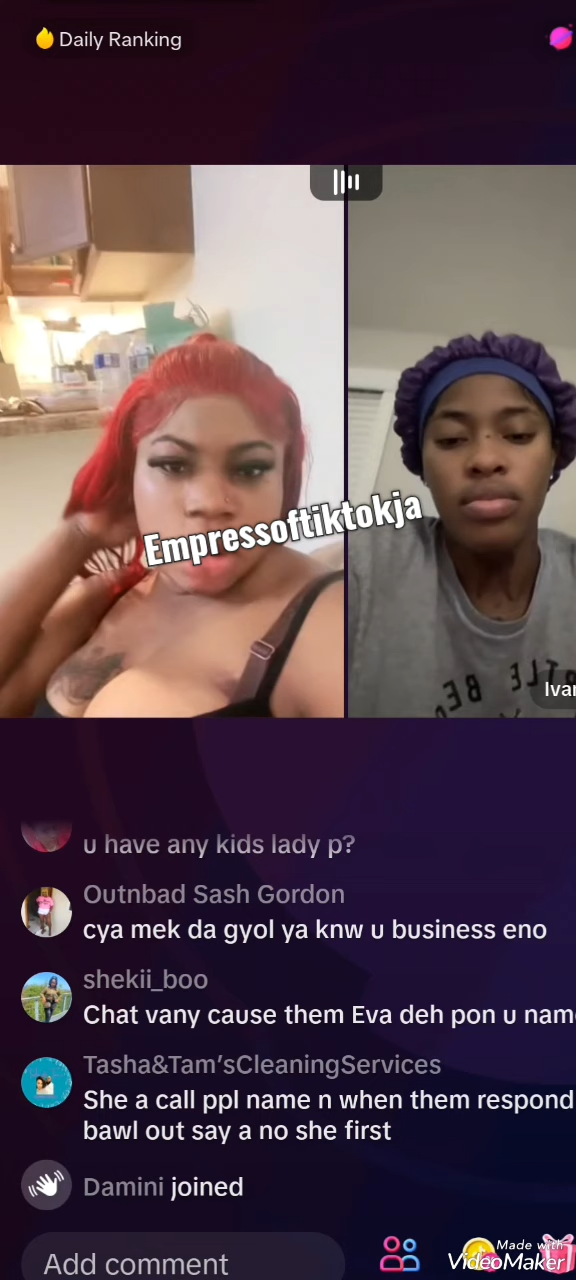 Daily Ranking
Empressoftiktokja
Ivar
u have any kids lady p?
Outnbad Sash Gordon
cya mek da gyol ya knw u business eno
shekii_boo
Chat vany cause them Eva deh pon u nam
Tasha&Tam'sCleaningServices
She a call ppl name n when them respond
bawl out say a no she first
Damini joined
Add comment
Made with
VideoMaker